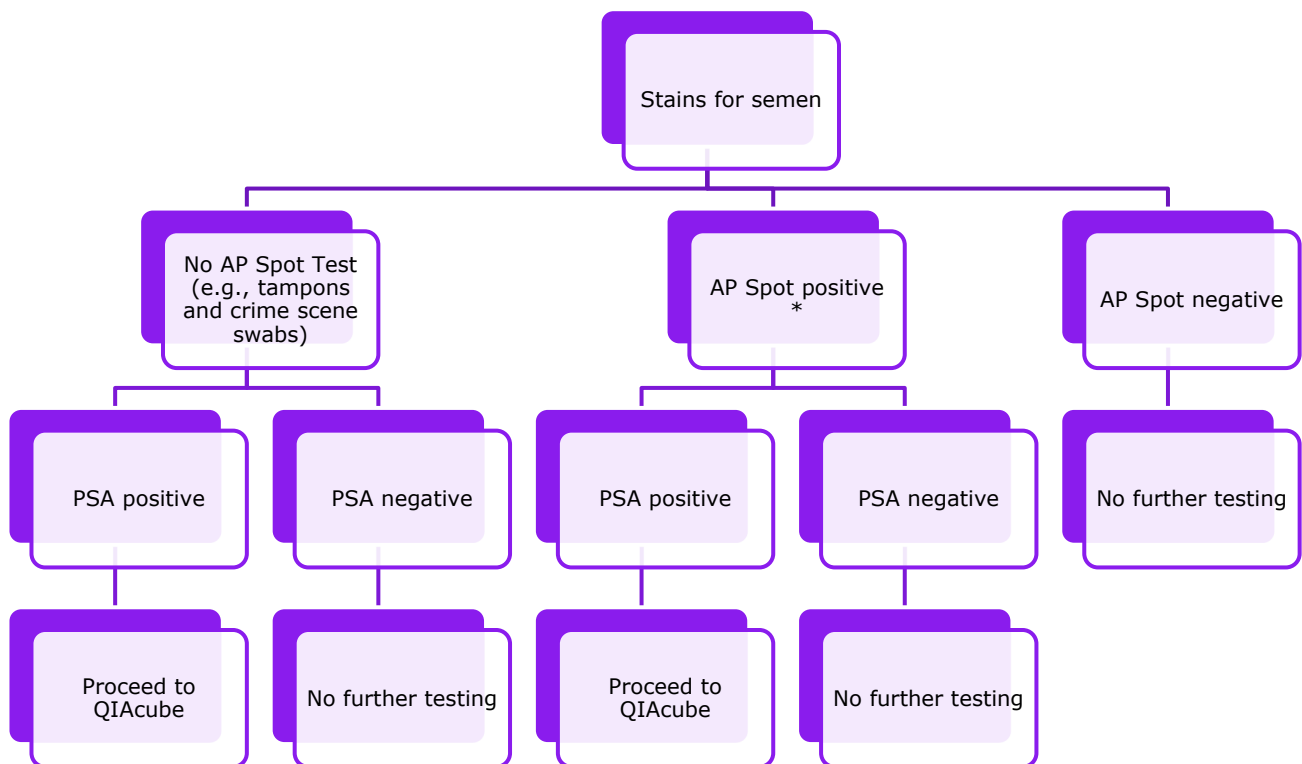 Stains for semen
No AP Spot Test
(e.g., tampons
and crime scene
swabs)
AP Spot positive
*
AP Spot negative
PSA positive
PSA negative
PSA positive
PSA negative
No further testing
Proceed to
QIAcube
No further testing
Proceed to
QIAcube
No further testing